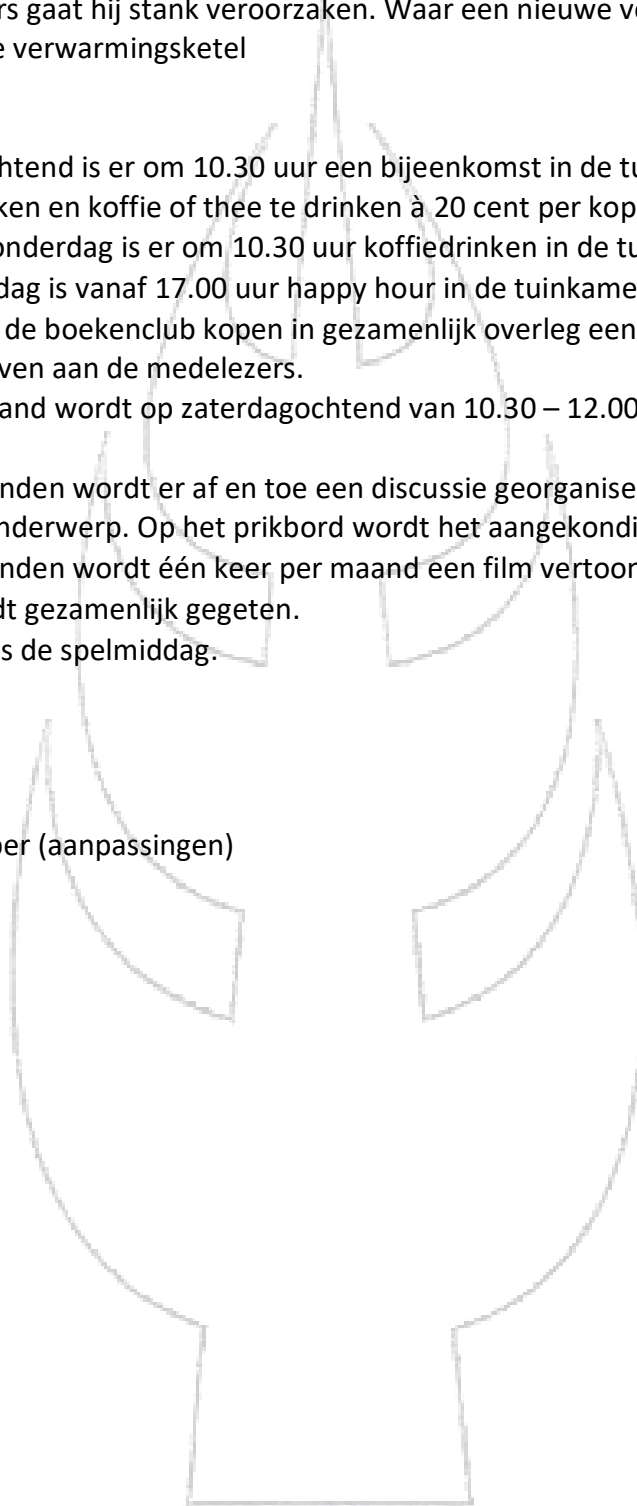 rs gaat hij stank veroorzaken. Waar een nieuwe v
e verwarmingsketel
htend is er om 10.30 uur een bijeenkomst in de tu
ken en koffie of thee te drinken à 20 cent per kop
onderdag is er om 10.30 uur koffiedrinken in de tu
dag is vanaf 17.00 uur happy hour in de tuinkame
de boekenclub kopen in gezamenlijk overleg een
ven aan de medelezers.
and wordt op zaterdagochtend van 10.30 – 12.00
nden wordt er af en toe een discussie georganise
nderwerp. Op het prikbord wordt het aangekondi
nden wordt één keer per maand een film vertoon
dt gezamenlijk gegeten.
s de spelmiddag.
per (aanpassingen)